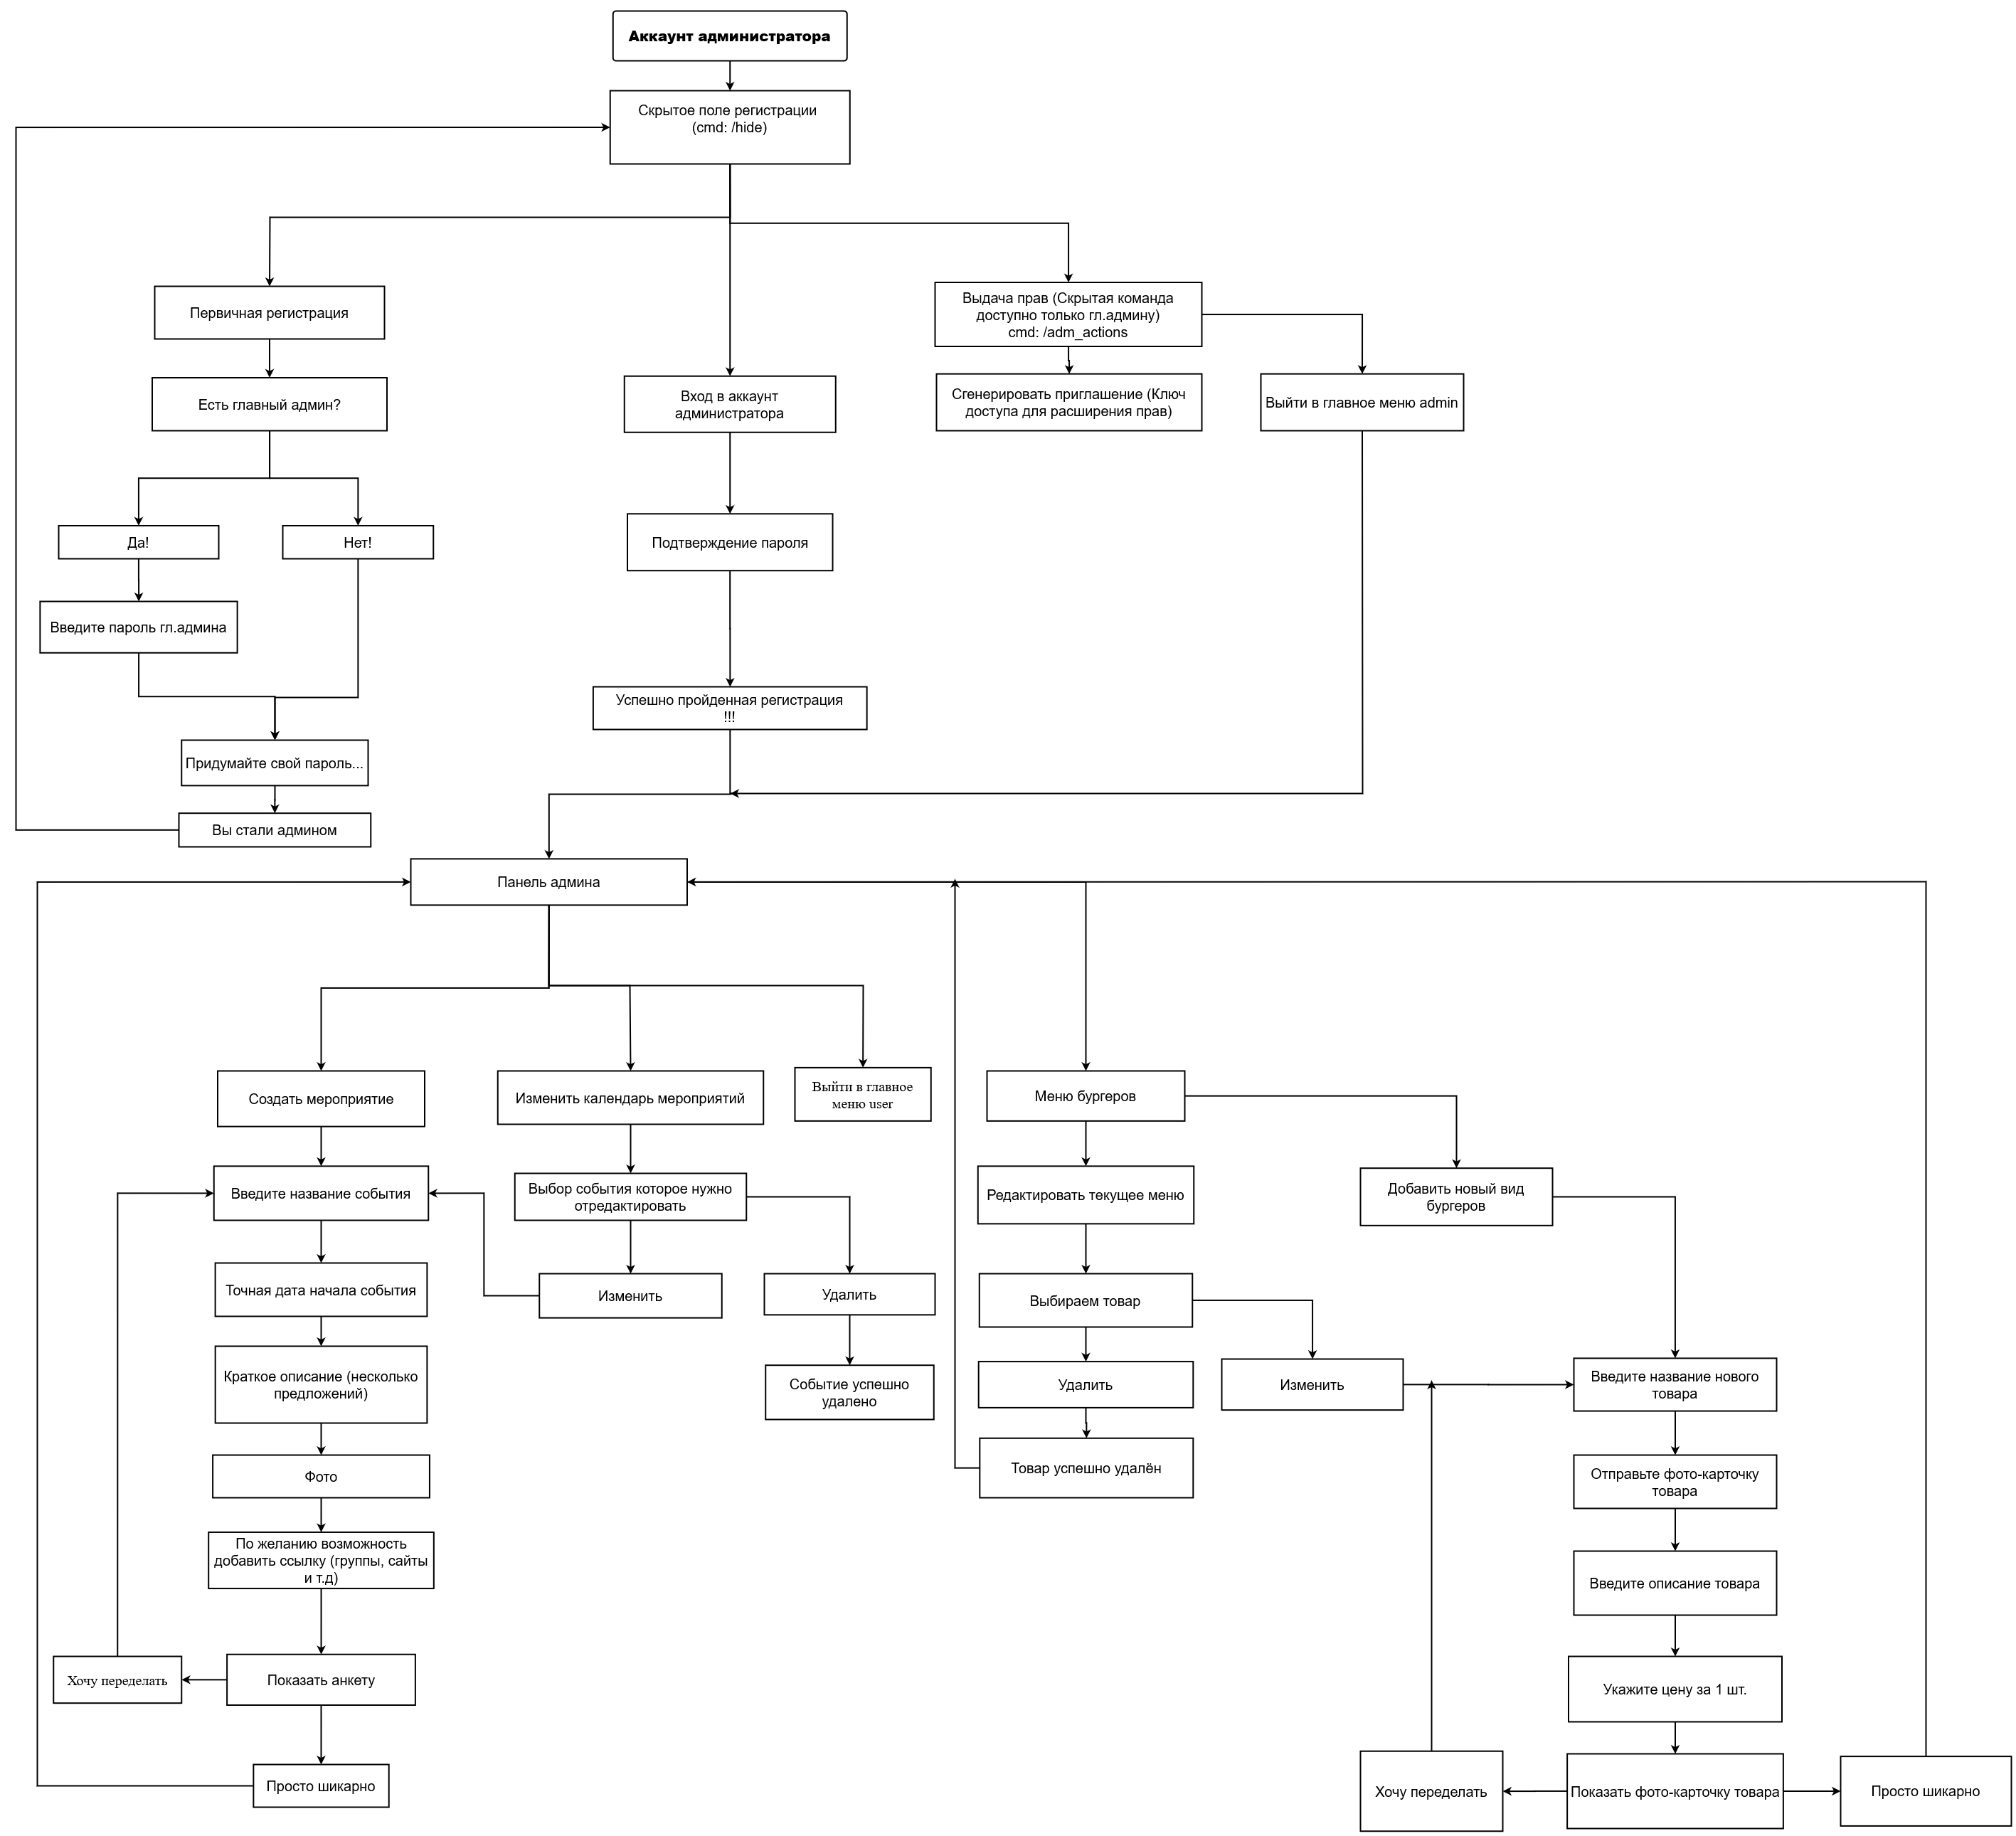 Аккаунт администратора
Скрытое поле регистрации
(cmd: /hide)
Первичная регистрация
Есть главный админ?
Да!
Нет!
Введите пароль гл.админа
Придумайте свой пароль...
Вы стали админом
Вход в аккаунт
администратора
Подтверждение пароля
Успешно пройденная регистрация
!!!
Выдача прав (Скрытая команда
доступно только гл.админу)
cmd: /adm_actions
Сгенерировать приглашение (Ключ
доступа для расширения прав)
Выйти в главное меню admin
Панель админа
Создать мероприятие
Введите название события
Точная дата начала события
Краткое описание (несколько
предложений)
Фото
По желанию возможность
добавить ссылку (группы, сайты
и т.д)
Показать анкету
Хочу переделать
Просто шикарно
Изменить календарь мероприятий
Выбор события которое нужно
отредактировать
Изменить
Удалить
Событие успешно
удалено
Выйти в главное
меню user
Меню бургеров
Редактировать текущее меню
Выбираем товар
Удалить
Товар успешно удалён
Изменить
Добавить новый вид
бургеров
Введите название нового
товара
Отправьте фото-карточку
товара
Введите описание товара
Укажите цену за 1 шт.
Показать фото-карточку товара
Хочу переделать
Просто шикарно